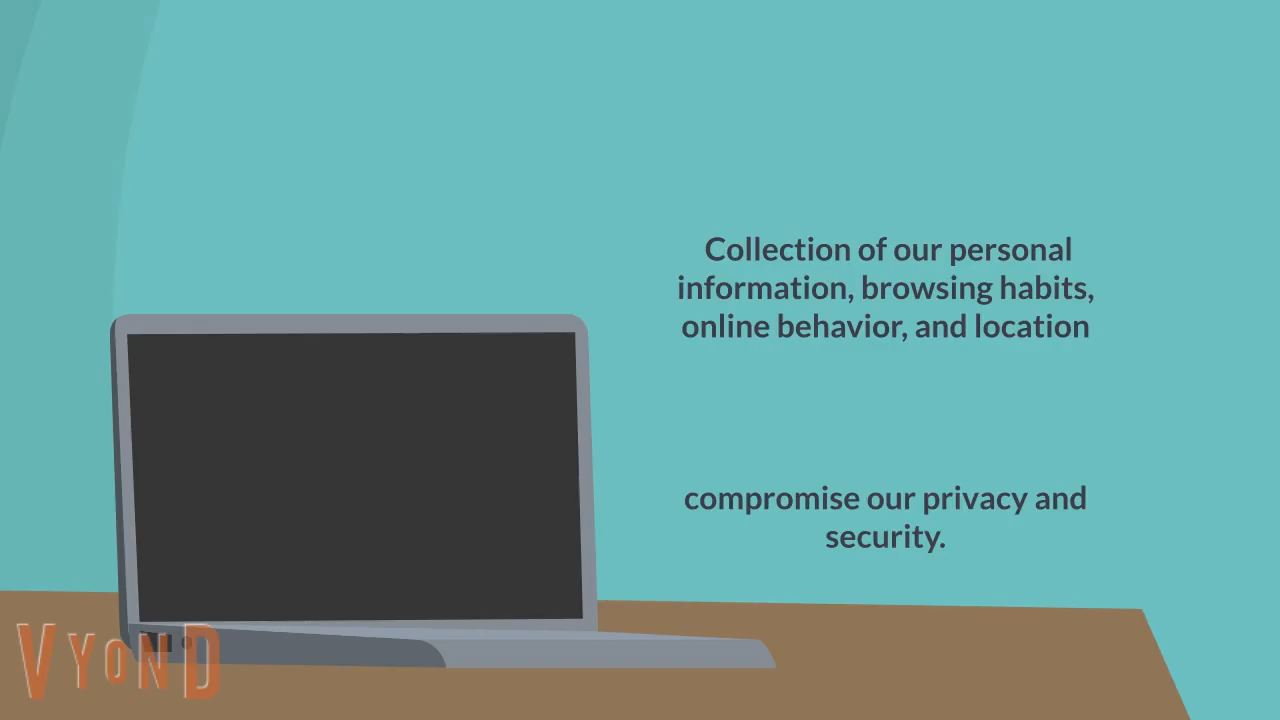 Collection of our personal
information, browsing habits,
online behavior, and location
compromise our privacy and
security.
VYOND